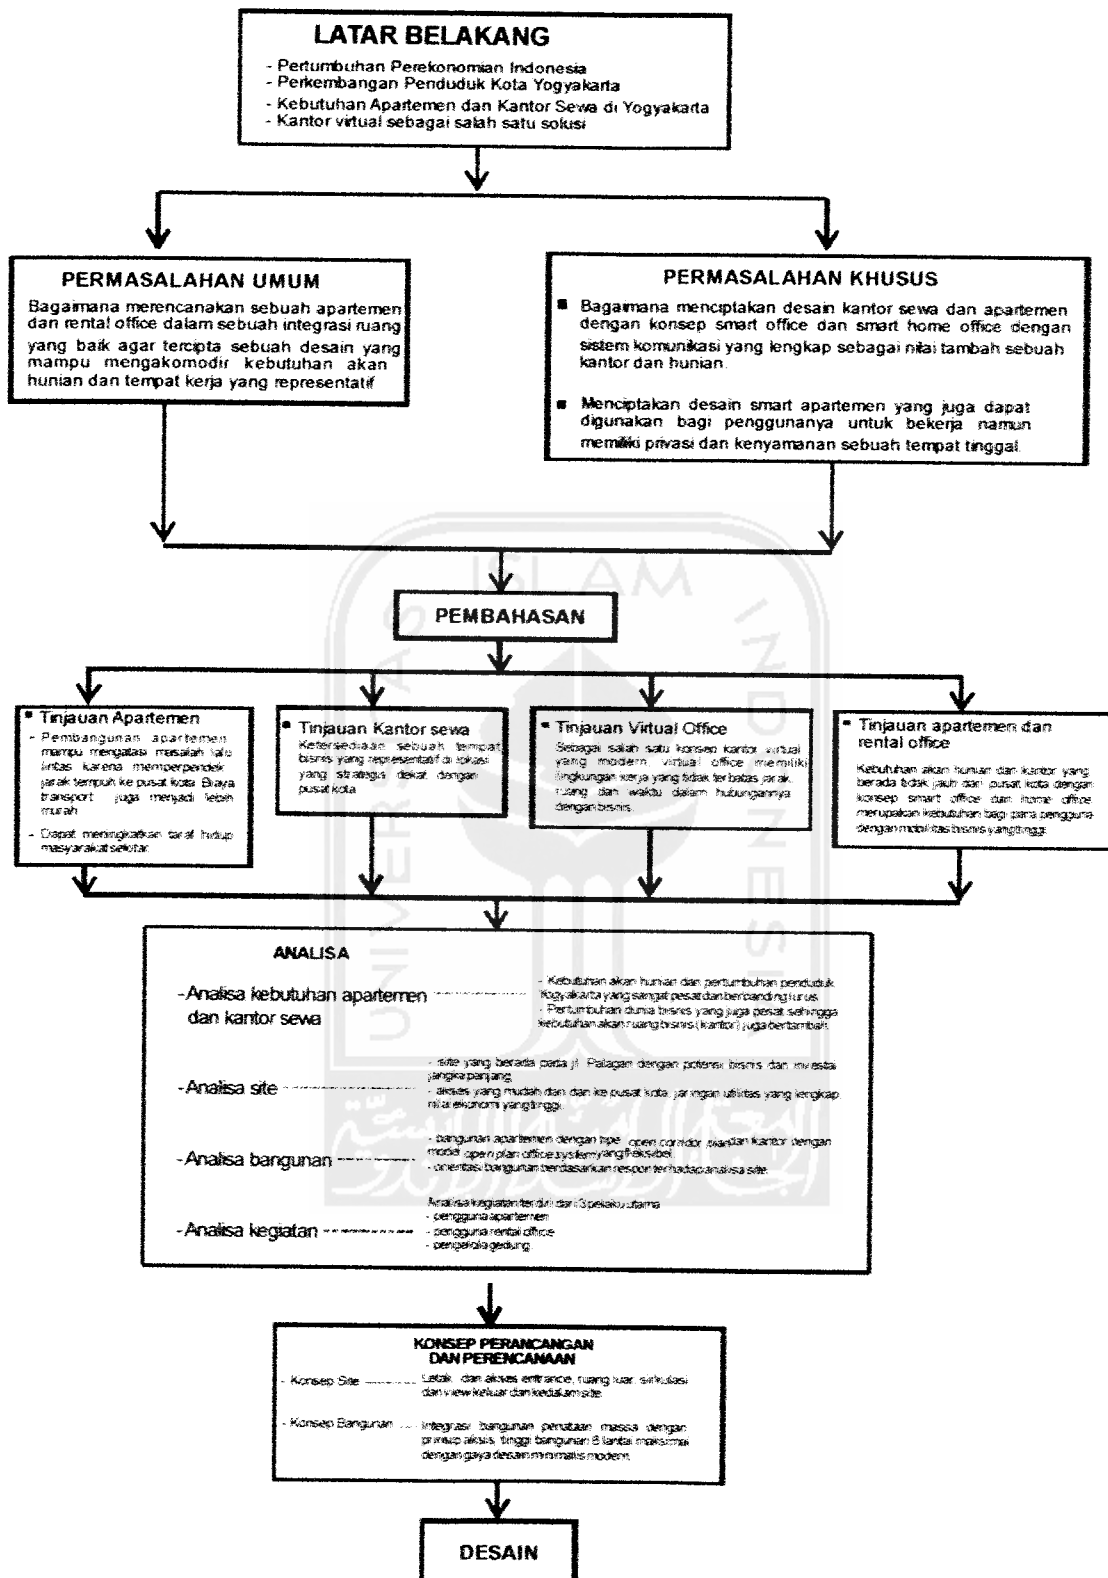 LATAR BELAKANG
- Pertumbuhan Perekonomian Indonesia
- Perkembangan Penduduk Kota Yogyakarta
- Kebutuhan Apartemen dan Kantor Sewa di Yogyakarta
- Kantor virtual sebagai salah satu solusi
PERMASALAHAN UMUM
Bagaimana merencanakan sebuah apartemen
dan rental office dalam sebuah integrasi ruang
yang baik agar tercipta sebuah desain yang
mampu mengakomodir kebutuhan akan
hunian dan tempat kerja yang representatif
PERMASALAHAN KHUSUS
▪ Bagaimana menciptakan desain kantor sewa dan apartemen
dengan konsep smart office dan smart home office dengan
sistem komunikasi yang lengkap sebagai nilai tambah sebuah
kantor dan hunian.
▪ Menciptakan desain smart apartemen yang juga dapat
digunakan bagi penggunanya untuk bekerja namun
memiliki privasi dan kenyamanan sebuah tempat tinggal.
PEMBAHASAN
▪ Tinjauan Apartemen
- Pembangunan apartemen
mampu mengatasi masalah lalu
lintas karena memperpendek
jarak tempuh ke pusat kota. Biaya
transport juga menjadi lebih
murah
- Dapat meningkatkan taraf hidup
masyarakat sekitar.
▪ Tinjauan Kantor sewa
Ketersediaan sebuah tempat
bisnis yang representatif di lokasi
yang strategis dekat dengan
pusat kota
▪ Tinjauan Virtual Office
Sebagai salah satu konsep kantor virtual
yang modern virtual office memiliki
lingkungan kerja yang tidak terbatas jarak,
ruang dan waktu dalam hubungannya
dengan bisnis.
▪ Tinjauan apartemen dan
rental office
Kebutuhan akan hunian dan kantor yang
berada tidak jauh dari pusat kota dengan
konsep smart office dan home office
merupakan kebutuhan bagi para pengguna
dengan mobilitas bisnis yang tinggi.
ANALISA
- Analisa kebutuhan apartemen
dan kantor sewa
- Kebutuhan akan hunian dan pertumbuhan penduduk
Yogyakarta yang sangat pesat dan berbanding lurus
- Pertumbuhan dunia bisnis yang juga pesat sehingga
kebutuhan akan ruang bisnis (kantor) juga bertambah.
- Analisa site
- site yang berada pada jl. Palagan dengan potensi bisnis dan investai
jangka panjang.
- akses yang mudah dari dan ke pusat kota, jaringan utilitas yang lengkap
nilai ekonomi yang tinggi.
- Analisa bangunan
- bangunan apartemen dengan tipe open corridor plan dan kantor dengan
model open plan office system yang fleksibel.
- orientasi bangunan berdasarkan respon terhadap analisa site.
- Analisa kegiatan
Analisa kegiatan terdiri dari 3 pelaku utama
- pengguna apartemen
- pengguna rental office
- pengelola gedung
KONSEP PERANCANGAN
DAN PERENCANAAN
- Konsep Site
Letak dan akses entrance, ruang luar, sirkulasi
dan view keluar dan kedalam site.
- Konsep Bangunan
Integrasi bangunan penataan massa dengan
prinsip aksis, tinggi bangunan 8 lantai maksimal
dengan gaya desain minimalis modern.
DESAIN
UNIVERSITAS ISLAM INDONESIA